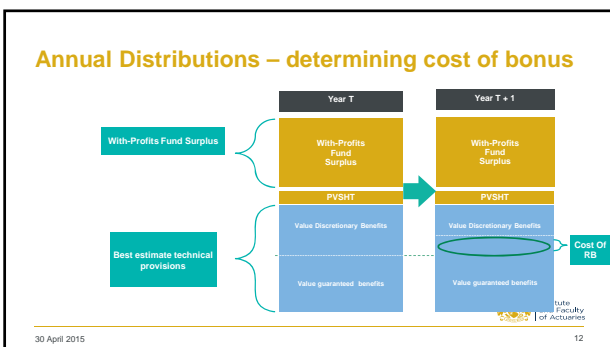 Annual Distributions – determining cost of bonus
Year T
Year T + 1
With-Profits Fund Surplus
With-Profits
Fund
Surplus
With-Profits
Fund
Surplus
PVSHT
PVSHT
Best estimate technical
provisions
Value Discretionary Benefits
Value Discretionary Benefits
Cost Of
RB
Value guaranteed benefits
Value guaranteed benefits
Faculty
of Actuaries
30 April 2015
12